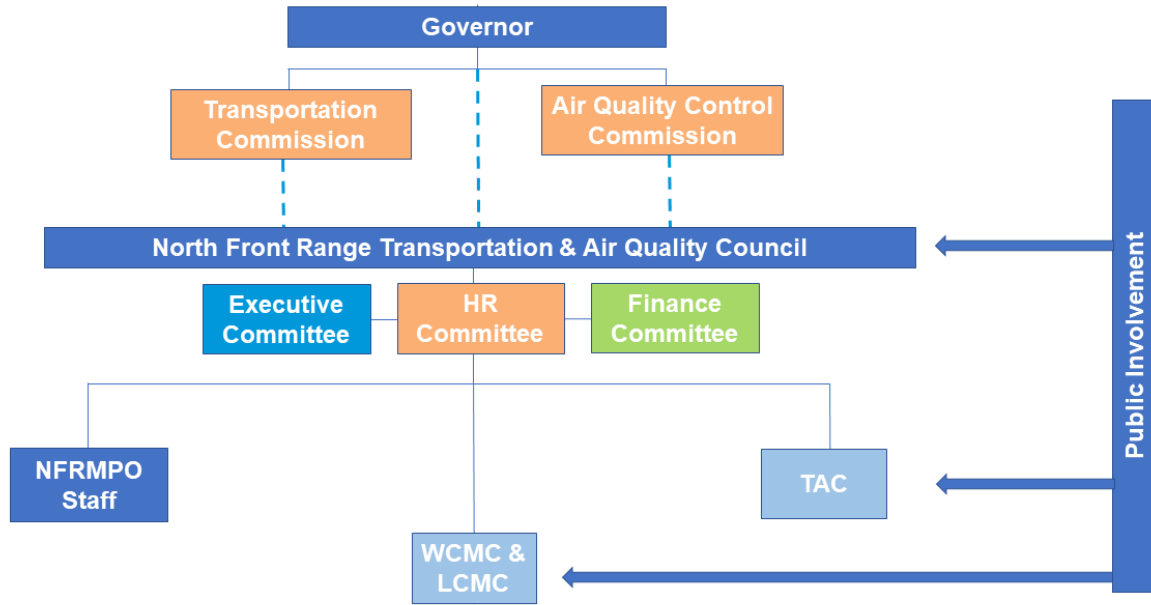 Governor
Transportation
Commission
Air Quality Control
Commission
North Front Range Transportation & Air Quality Council
Executive
Committee
HR
Committee
Finance
Committee
NFRMPO
Staff
TAC
WCMC &
LCMC
Public Involvement